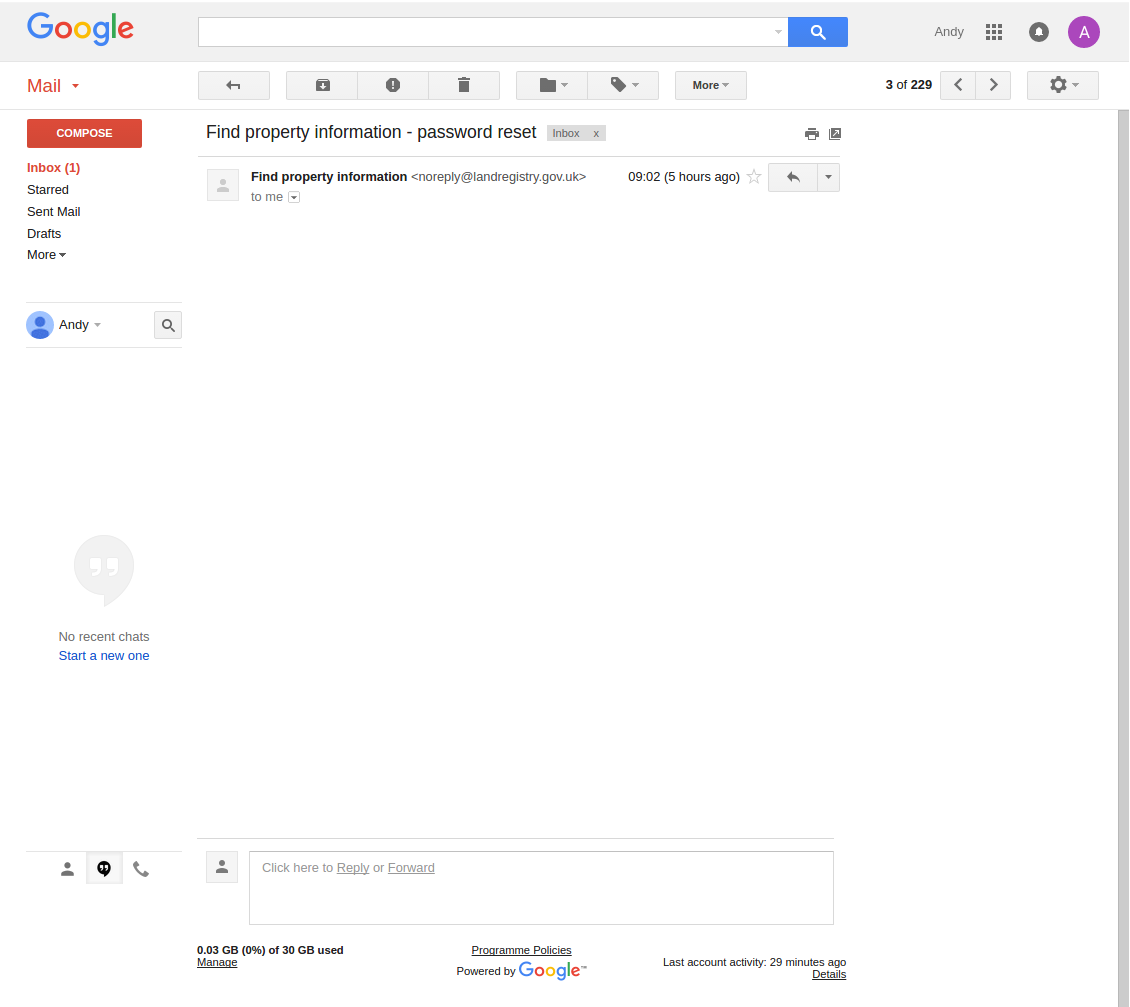 Google
Andy
A
Mail
More
3 of 229
COMPOSE
Find property information - password reset
Inbox x
Inbox (1)
Find property information <noreply@landregistry.gov.uk>
09:02 (5 hours ago)
to me
Starred
Sent Mail
Drafts
More
Andy
No recent chats
Start a new one
Click here to Reply or Forward
0.03 GB (0%) of 30 GB used
Manage
Programme Policies
Powered by Google™
Last account activity: 29 minutes ago
Details